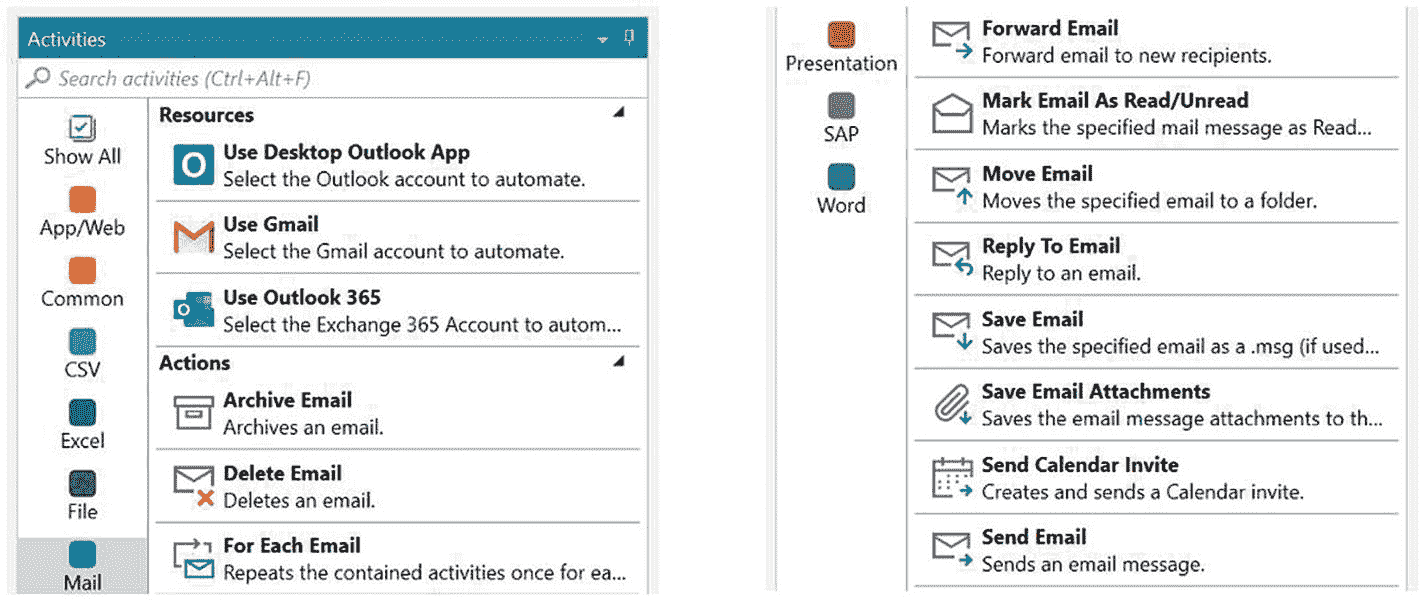 Activities
Search activities (Ctrl+Alt+F)
Show All
App/Web
Common
CSV
Excel
File
Mail
Resources
Use Desktop Outlook App
Select the Outlook account to automate.
Use Gmail
Select the Gmail account to automate.
Use Outlook 365
Select the Exchange 365 Account to autom...
Actions
Archive Email
Archives an email.
Delete Email
Deletes an email.
For Each Email
Repeats the contained activities once for ea...
Presentation
SAP
Word
Forward Email
Forward email to new recipients.
Mark Email As Read/Unread
Marks the specified mail message as Read...
Move Email
Moves the specified email to a folder.
Reply To Email
Reply to an email.
Save Email
Saves the specified email as a .msg (if used...
Save Email Attachments
Saves the email message attachments to th...
Send Calendar Invite
Creates and sends a Calendar invite.
Send Email
Sends an email message.